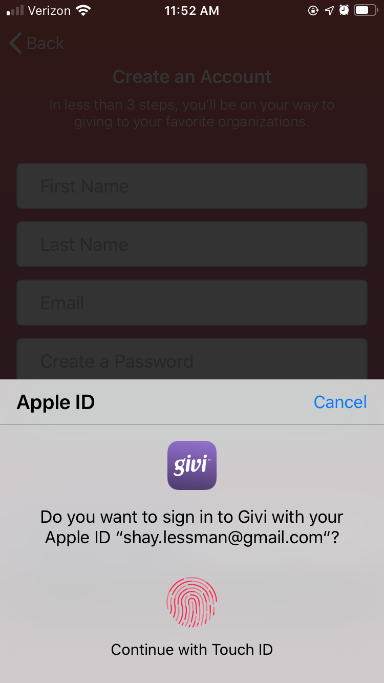 Verizon 11:52 AM
Back
Create an Account
In less than 3 steps, you'll be on your way to
giving to your favorite organizations.
First Name
Last Name
Email
Create a Password
Apple ID Cancel
givi
Do you want to sign in to Givi with your
Apple ID “shay.lessman@gmail.com”?
Continue with Touch ID